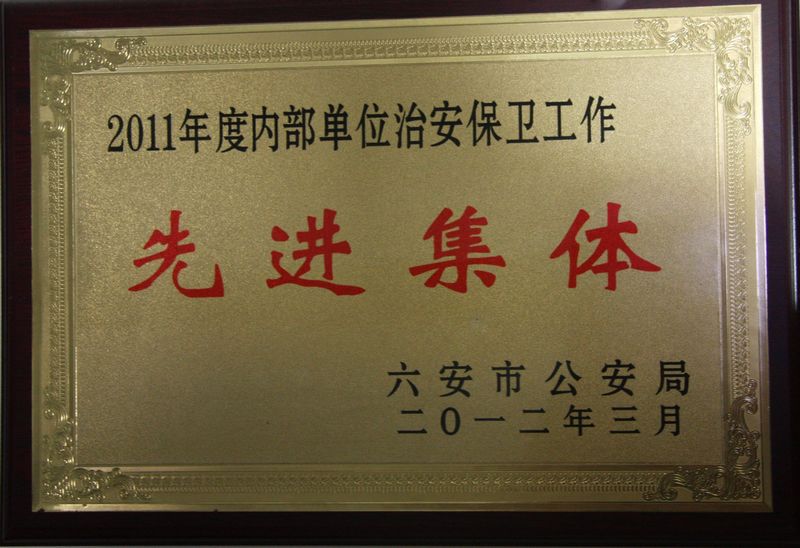 2011年度内部单位治安保卫工作
先进集体
六安市公安局
二〇一二年三月